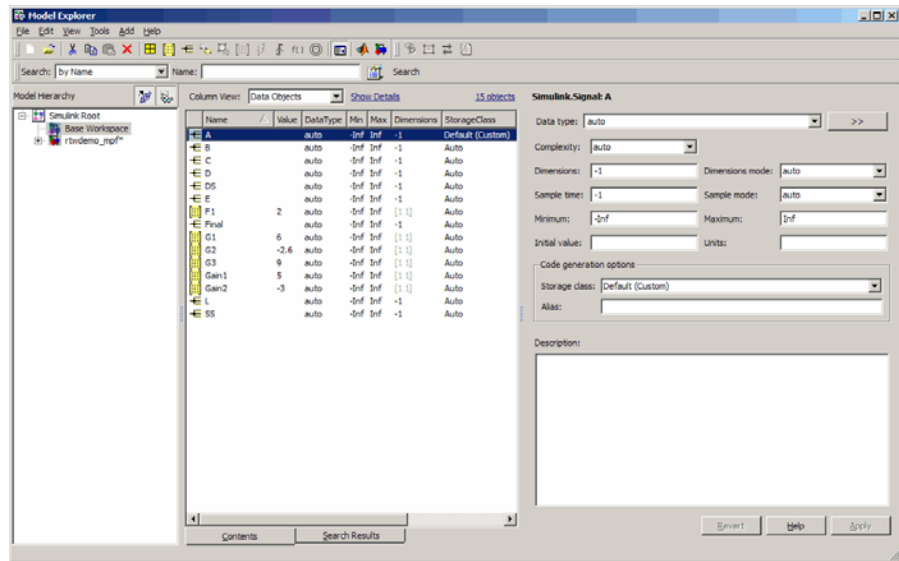 Model Explorer
File Edit View Tools Add Help
Search: by Name Name: Search
Model Hierarchy
Simulink Root
Base Workspace
rtwdemo_mpf*
Column View: Data Objects Show Details 15 objects
Name Value DataType Min Max Dimensions StorageClass
A auto -Inf Inf -1 Default (Custom)
B auto -Inf Inf -1 Auto
C auto -Inf Inf -1 Auto
D auto -Inf Inf -1 Auto
DS auto -Inf Inf -1 Auto
E auto -Inf Inf -1 Auto
F1 2 auto -Inf Inf [1 1] Auto
Final auto -Inf Inf -1 Auto
G1 6 auto -Inf Inf [1 1] Auto
G2 -2.6 auto -Inf Inf [1 1] Auto
G3 9 auto -Inf Inf [1 1] Auto
Gain1 5 auto -Inf Inf [1 1] Auto
Gain2 -3 auto -Inf Inf [1 1] Auto
L auto -Inf Inf -1 Auto
SS auto -Inf Inf -1 Auto
Contents Search Results
Simulink.Signal: A
Data type: auto >>
Complexity: auto
Dimensions: -1 Dimensions mode: auto
Sample time: -1 Sample mode: auto
Minimum: -Inf Maximum: Inf
Initial value: Units:
Code generation options
Storage class: Default (Custom)
Alias:
Description:
Revert Help Apply